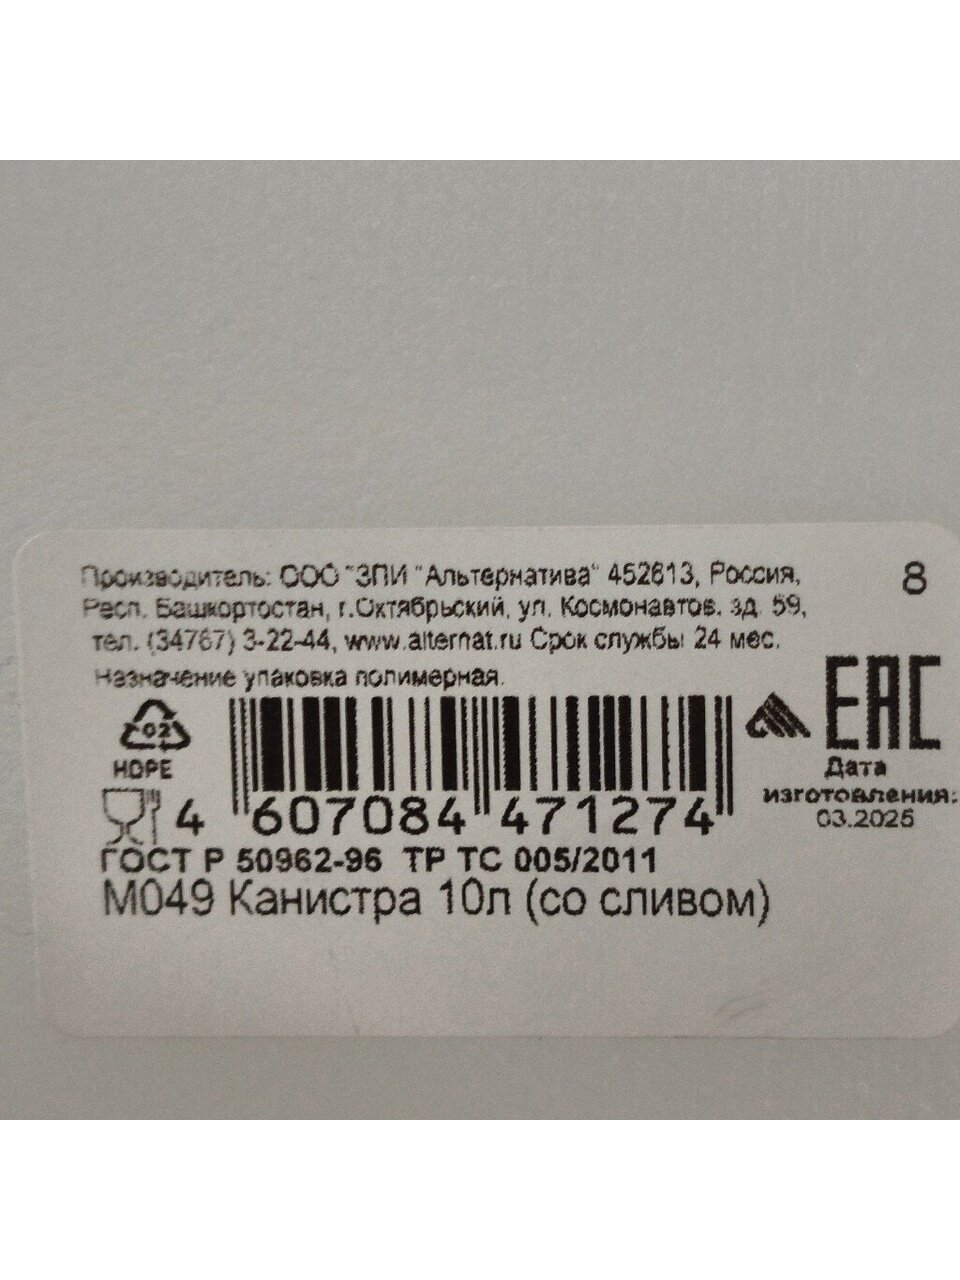 Производитель: ООО "ЗПИ "Альтернатива" 452613, Россия,
Респ. Башкортостан, г.Октябрьский, ул. Космонавтов, зд. 59,
тел. (34767) 3-22-44, www.alternat.ru Срок службы 24 мес.
Назначение упаковка полимерная.
8
02
HDPE
EAC
Дата
изготовления:
03.2025
4 607084 471274
ГОСТ Р 50962-96 ТР ТС 005/2011
М049 Канистра 10л (со сливом)